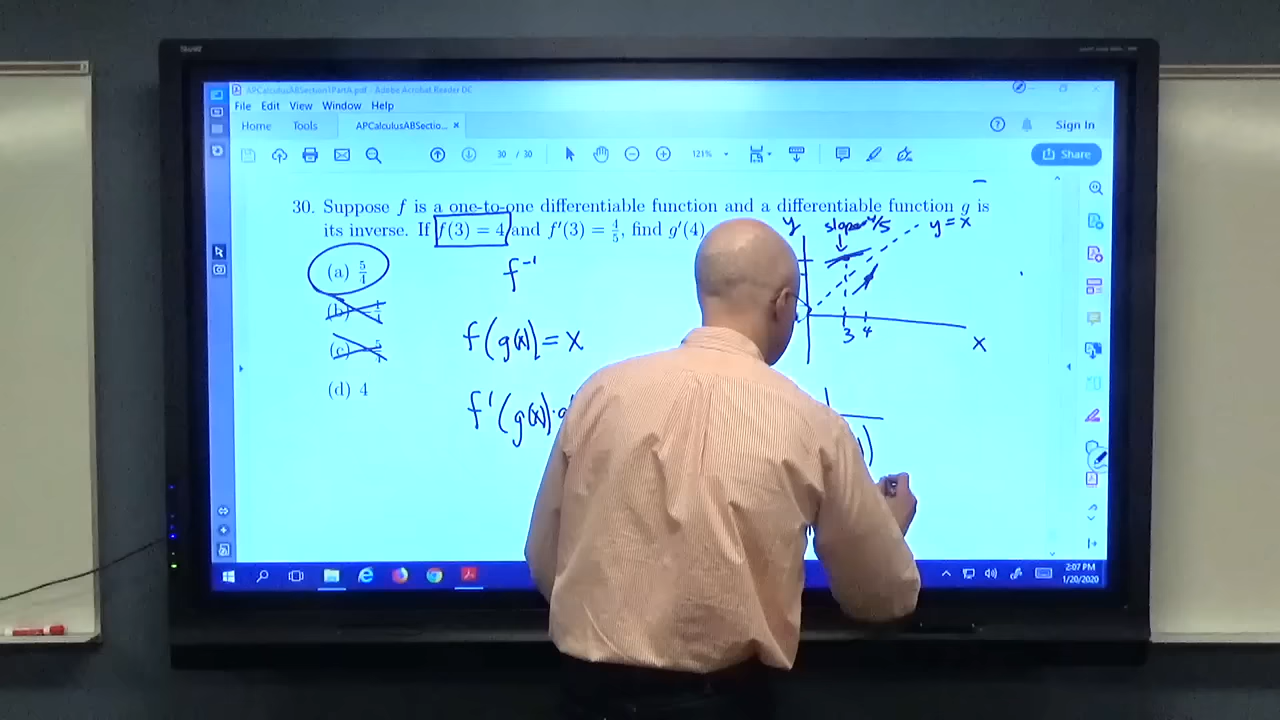 APCalculusABSection1PartA.pdf - Adobe Acrobat Reader DC
File Edit View Window Help
Home Tools APCalculusABSectio... × Sign In
30 / 30 121% Share
30. Suppose f is a one-to-one differentiable function and a differentiable function g is
its inverse. If f(3) = 4 and f′(3) = 4/5, find g′(4)
y slope 4/5 y = x
(a) 5/4
f⁻¹
(b)
(c)
f(g(x)) = x
3 4 x
(d) 4
f′(g(x))·g′
2:07 PM
1/20/2020